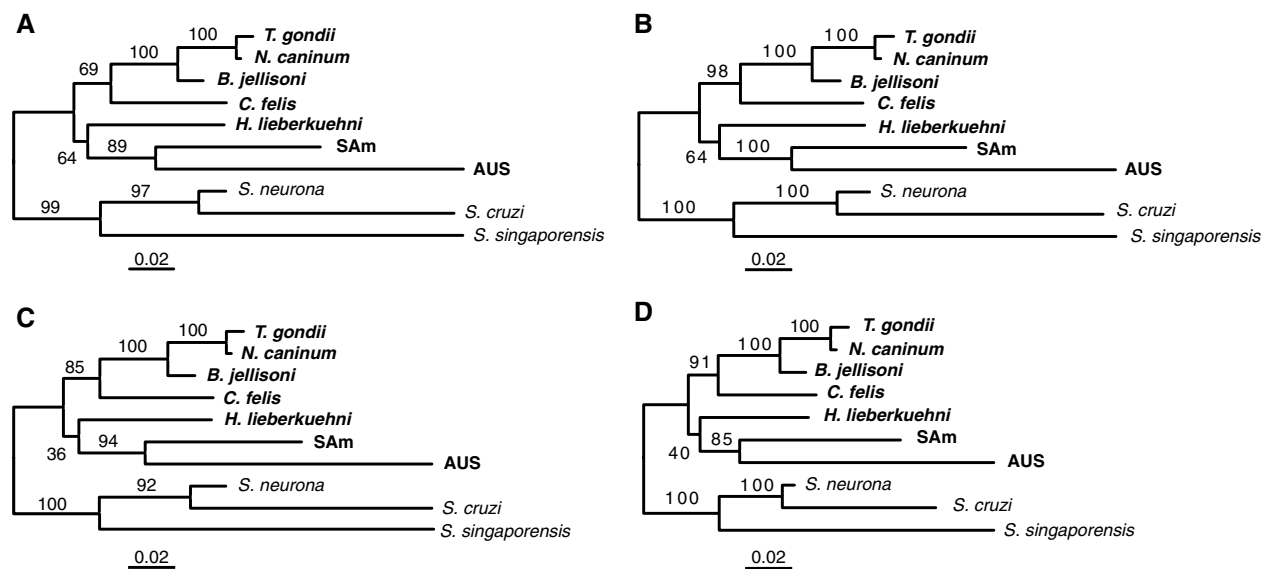 A
100
T. gondii
100
N. caninum
69
B. jellisoni
C. felis
H. lieberkuehni
64
89
SAm
AUS
97
S. neurona
99
S. cruzi
S. singaporensis
0.02
B
100
T. gondii
100
N. caninum
98
B. jellisoni
C. felis
H. lieberkuehni
64
100
SAm
AUS
100
S. neurona
100
S. cruzi
S. singaporensis
0.02
C
100
T. gondii
100
N. caninum
85
B. jellisoni
C. felis
H. lieberkuehni
36
94
SAm
AUS
92
S. neurona
100
S. cruzi
S. singaporensis
0.02
D
100
T. gondii
100
N. caninum
91
B. jellisoni
C. felis
H. lieberkuehni
40
85
SAm
AUS
100
S. neurona
100
S. cruzi
S. singaporensis
0.02